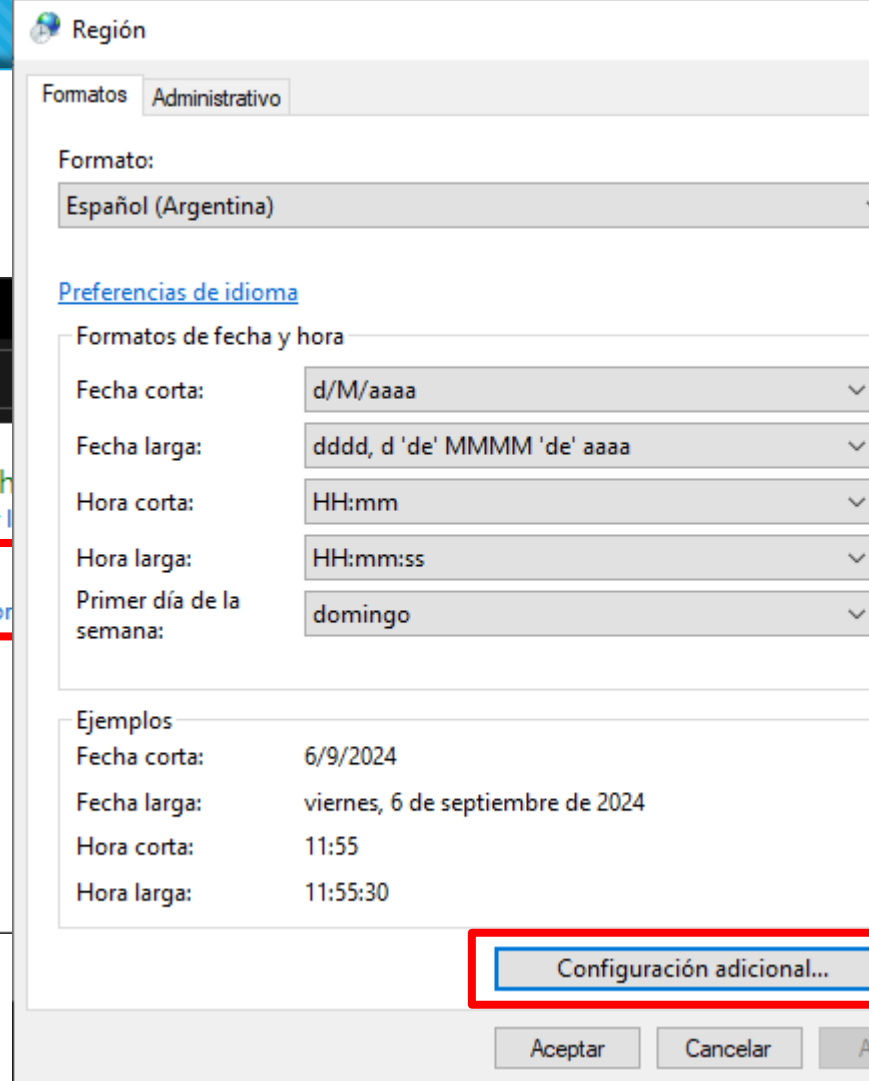 Región
Formatos
Administrativo
Formato:
Español (Argentina)
Preferencias de idioma
Formatos de fecha y hora
Fecha corta:
d/M/aaaa
Fecha larga:
dddd, d 'de' MMMM 'de' aaaa
Hora corta:
HH:mm
Hora larga:
HH:mm:ss
Primer día de la
semana:
domingo
Ejemplos
Fecha corta:
6/9/2024
Fecha larga:
viernes, 6 de septiembre de 2024
Hora corta:
11:55
Hora larga:
11:55:30
Configuración adicional...
Aceptar
Cancelar